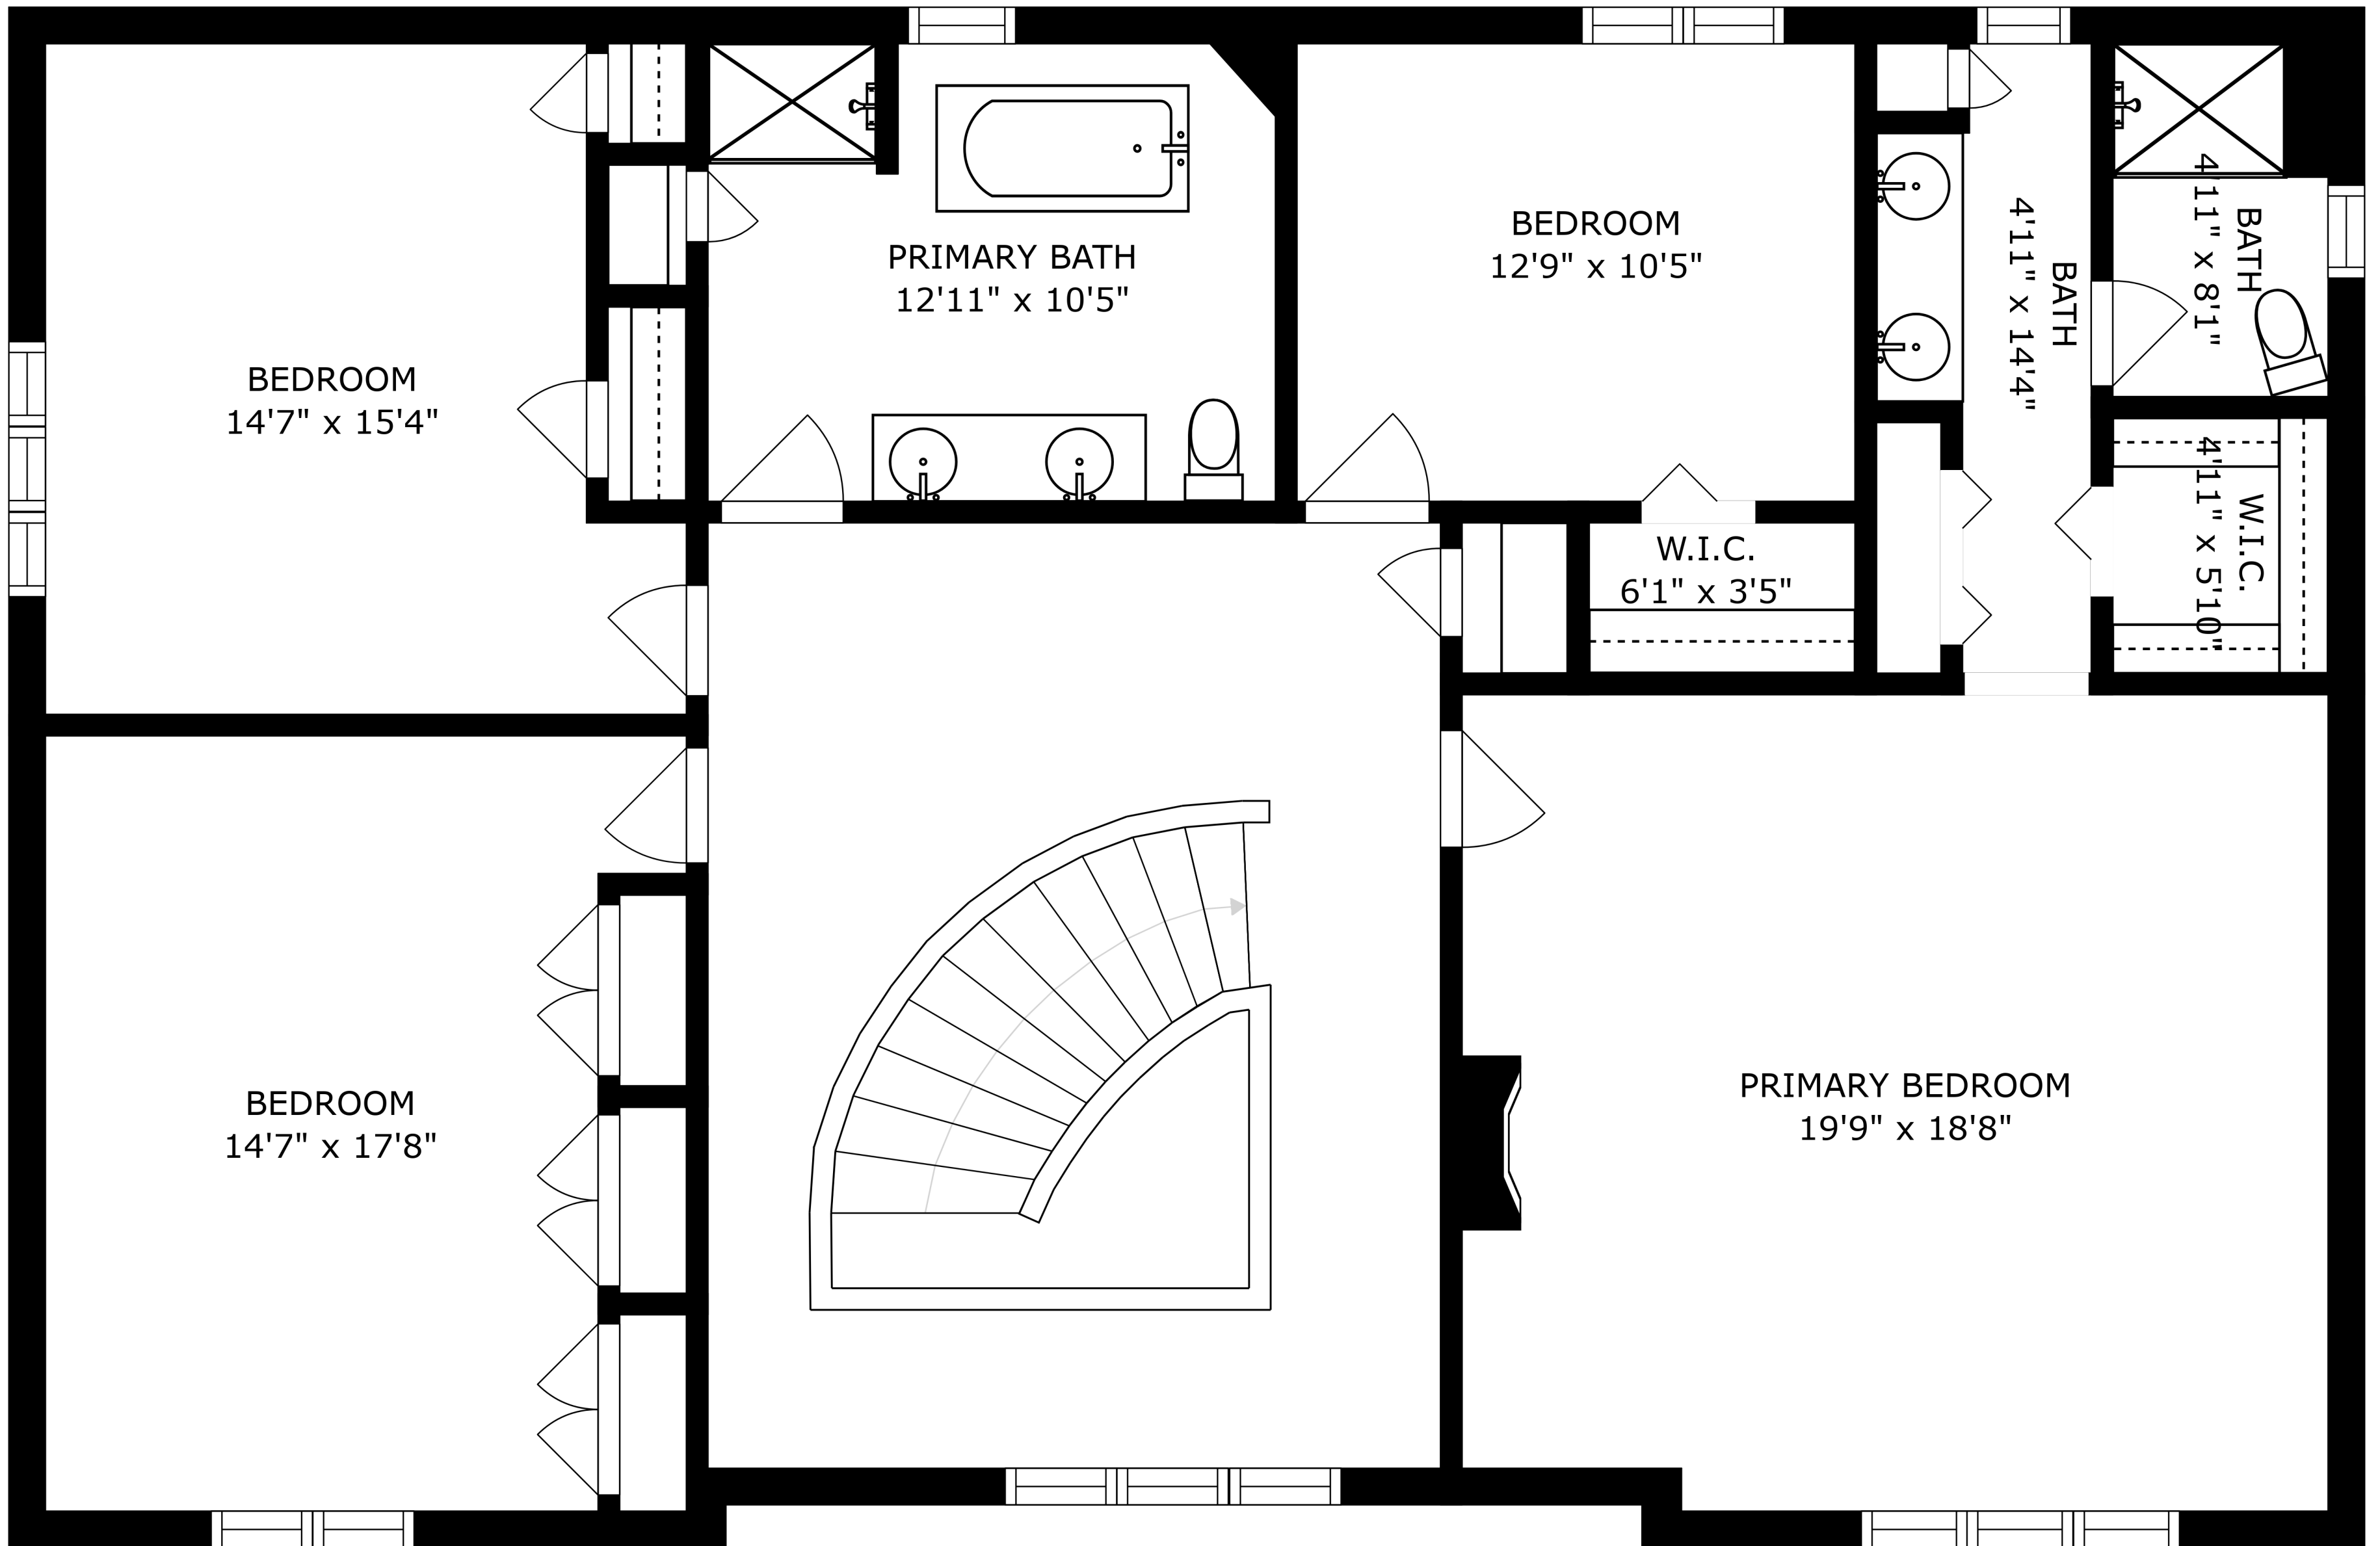 PRIMARY BATH
12'11" x 10'5"
BEDROOM
12'9" x 10'5"
BATH
4'11" x 14'4"
BATH
4'11" x 8'1"
BEDROOM
14'7" x 15'4"
W.I.C.
6'1" x 3'5"
W.I.C.
4'11" x 5'10"
BEDROOM
14'7" x 17'8"
PRIMARY BEDROOM
19'9" x 18'8"